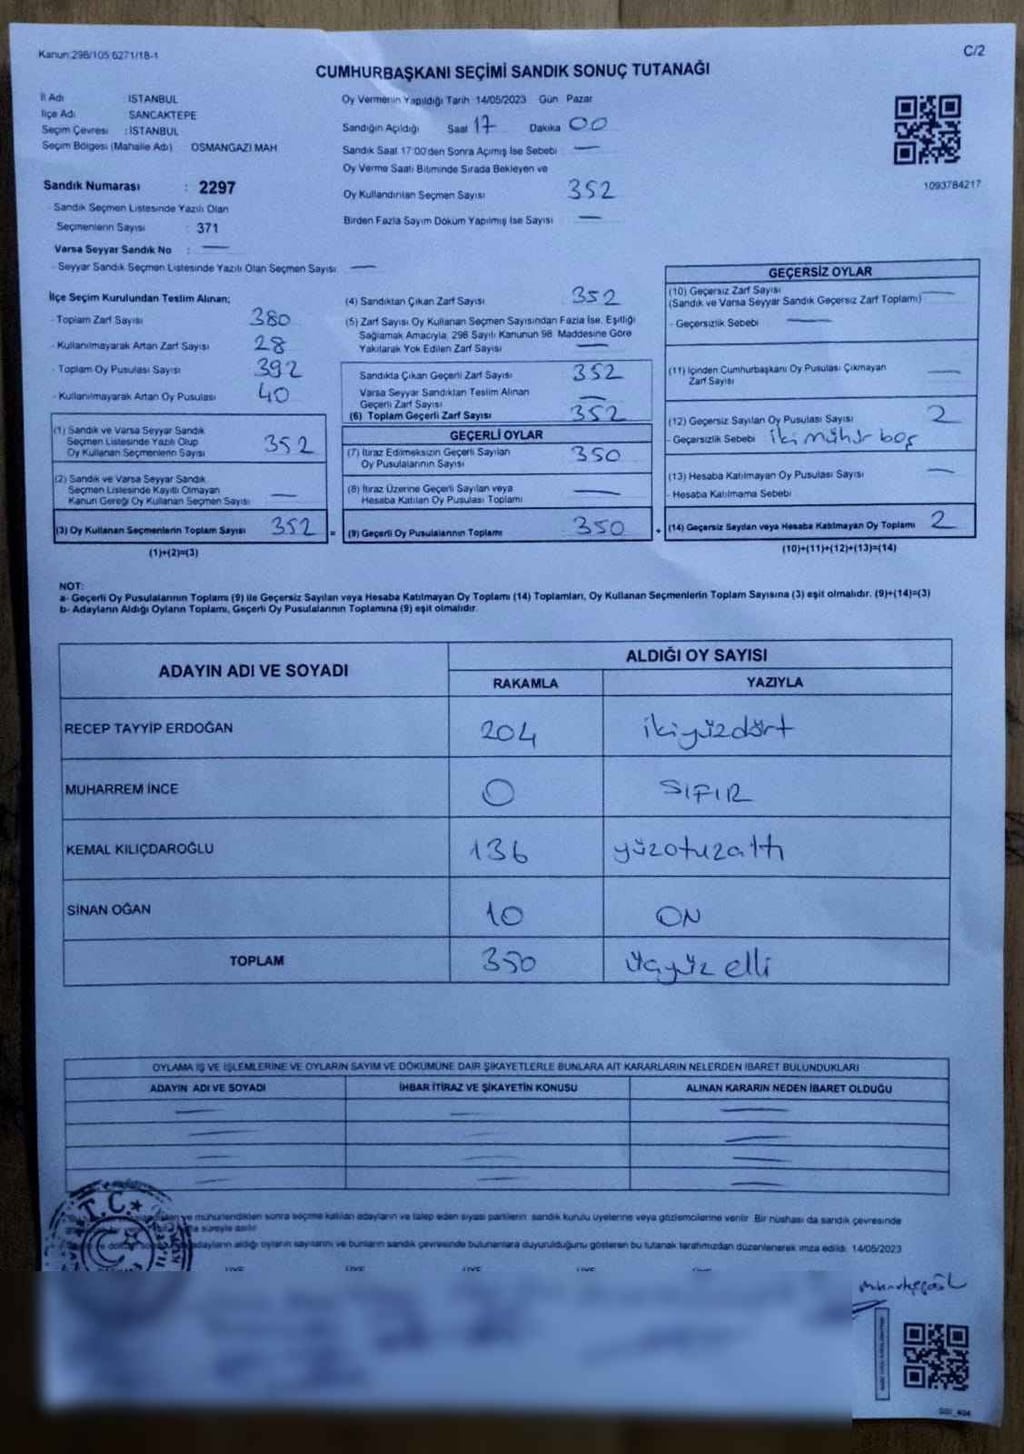 Kanun:298/105 6271/18-1
C/2
CUMHURBAŞKANI SEÇİMİ SANDIK SONUÇ TUTANAĞI
İl Adı : İSTANBUL
İlçe Adı : SANCAKTEPE
Seçim Çevresi : İSTANBUL
Seçim Bölgesi (Mahalle Adı) OSMANGAZİ MAH
Sandık Numarası : 2297
Sandık Seçmen Listesinde Yazılı Olan
Seçmenlerin Sayısı : 371
Varsa Seyyar Sandık No : —
Seyyar Sandık Seçmen Listesinde Yazılı Olan Seçmen Sayısı: —
Oy Vermenin Yapıldığı Tarih 14/05/2023 Gün Pazar
Sandığın Açıldığı Saat 17 Dakika 00
Sandık Saat 17:00'den Sonra Açılmış İse Sebebi —
Oy Verme Saati Bitiminde Sırada Bekleyen ve
Oy Kullandırılan Seçmen Sayısı 352
Birden Fazla Sayım Döküm Yapılmış İse Sayısı —
1093784217
İlçe Seçim Kurulundan Teslim Alınan;
Toplam Zarf Sayısı 380
Kullanılmayarak Artan Zarf Sayısı 28
Toplam Oy Pusulası Sayısı 392
Kullanılmayarak Artan Oy Pusulası 40
(1) Sandık ve Varsa Seyyar Sandık
Seçmen Listesinde Yazılı Olup
Oy Kullanan Seçmenlerin Sayısı 352
(2) Sandık ve Varsa Seyyar Sandık
Seçmen Listesinde Kayıtlı Olmayan
Kanun Gereği Oy Kullanan Seçmen Sayısı —
(3) Oy Kullanan Seçmenlerin Toplam Sayısı 352 =
(1)+(2)=(3)
(4) Sandıktan Çıkan Zarf Sayısı 352
(5) Zarf Sayısı Oy Kullanan Seçmen Sayısından Fazla İse, Eşitliği
Sağlamak Amacıyla, 298 Sayılı Kanunun 98. Maddesine Göre
Yakılarak Yok Edilen Zarf Sayısı —
Sandıkta Çıkan Geçerli Zarf Sayısı 352
Varsa Seyyar Sandıktan Teslim Alınan
Geçerli Zarf Sayısı —
(6) Toplam Geçerli Zarf Sayısı 352
GEÇERLİ OYLAR
(7) İtiraz Edilmeksizin Geçerli Sayılan
Oy Pusulalarının Sayısı 350
(8) İtiraz Üzerine Geçerli Sayılan veya
Hesaba Katılan Oy Pusulası Toplamı —
(9) Geçerli Oy Pusulalarının Toplamı 350 +
GEÇERSİZ OYLAR
(10) Geçersiz Zarf Sayısı
(Sandık ve Varsa Seyyar Sandık Geçersiz Zarf Toplamı) —
- Geçersizlik Sebebi —
(11) İçinden Cumhurbaşkanı Oy Pusulası Çıkmayan
Zarf Sayısı —
(12) Geçersiz Sayılan Oy Pusulası Sayısı 2
- Geçersizlik Sebebi iki mühür boş
(13) Hesaba Katılmayan Oy Pusulası Sayısı —
- Hesaba Katılmama Sebebi
(14) Geçersiz Sayılan veya Hesaba Katılmayan Oy Toplamı 2
(10)+(11)+(12)+(13)=(14)
NOT:
a- Geçerli Oy Pusulalarının Toplamı (9) ile Geçersiz Sayılan veya Hesaba Katılmayan Oy Toplamı (14) Toplamları, Oy Kullanan Seçmenlerin Toplam Sayısına (3) eşit olmalıdır. (9)+(14)=(3)
b- Adayların Aldığı Oyların Toplamı, Geçerli Oy Pusulalarının Toplamına (9) eşit olmalıdır.
ADAYIN ADI VE SOYADI
ALDIĞI OY SAYISI
RAKAMLA YAZIYLA
RECEP TAYYİP ERDOĞAN 204 ikiyüzdört
MUHARREM İNCE 0 SIFIR
KEMAL KILIÇDAROĞLU 136 yüzotuzaltı
SİNAN OĞAN 10 ON
TOPLAM 350 üçyüz elli
OYLAMA İŞ VE İŞLEMLERİNE VE OYLARIN SAYIM VE DÖKÜMÜNE DAİR ŞİKAYETLERLE BUNLARA AİT KARARLARIN NELERDEN İBARET BULUNDUKLARI
ADAYIN ADI VE SOYADI İHBAR İTİRAZ VE ŞİKAYETİN KONUSU ALINAN KARARIN NEDEN İBARET OLDUĞU
T.C.
ve mühürlendikten sonra seçime katılan adayların ve talep eden siyasi partilerin sandık kurulu üyelerine veya gözlemcilerine verilir. Bir nüshası da sandık çevresinde
süreyle asılır
adayların aldığı oyların sayılarını ve bunların sandık çevresinde bulunanlara duyurulduğunu gösteren bu tutanak tarafımızdan düzenlenerek imza edildi. 14/05/2023